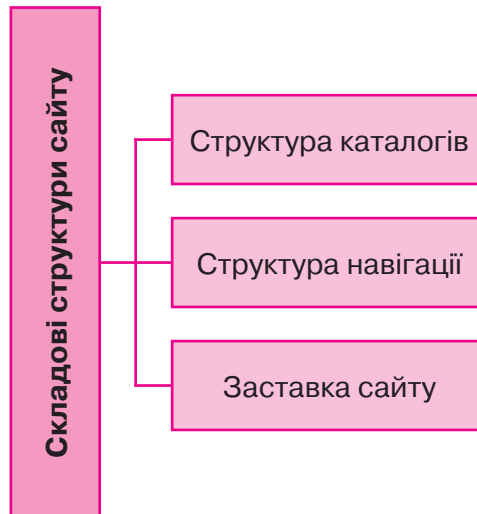 Складові структури сайту
Структура каталогів
Структура навігації
Заставка сайту